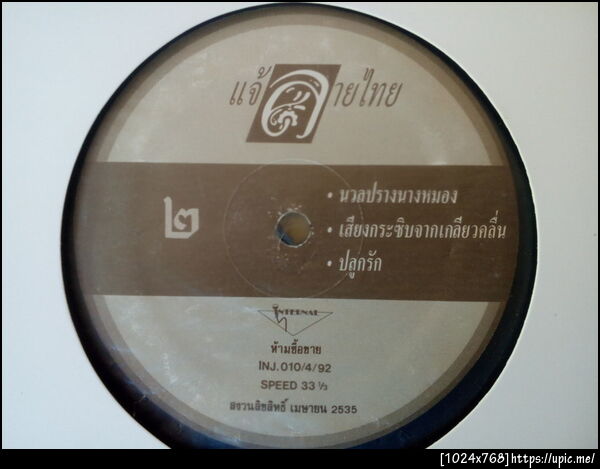 แจ้ ลายไทย
๒
• นวลปรางนางหมอง
• เสียงกระซิบจากเกลียวคลื่น
• ปลูกรัก
INTERNAL
ห้ามซื้อขาย
INJ. 010/4/92
SPEED 33 ⅓
สงวนลิขสิทธิ์ เมษายน 2535
[1024x768]https://upic.me/